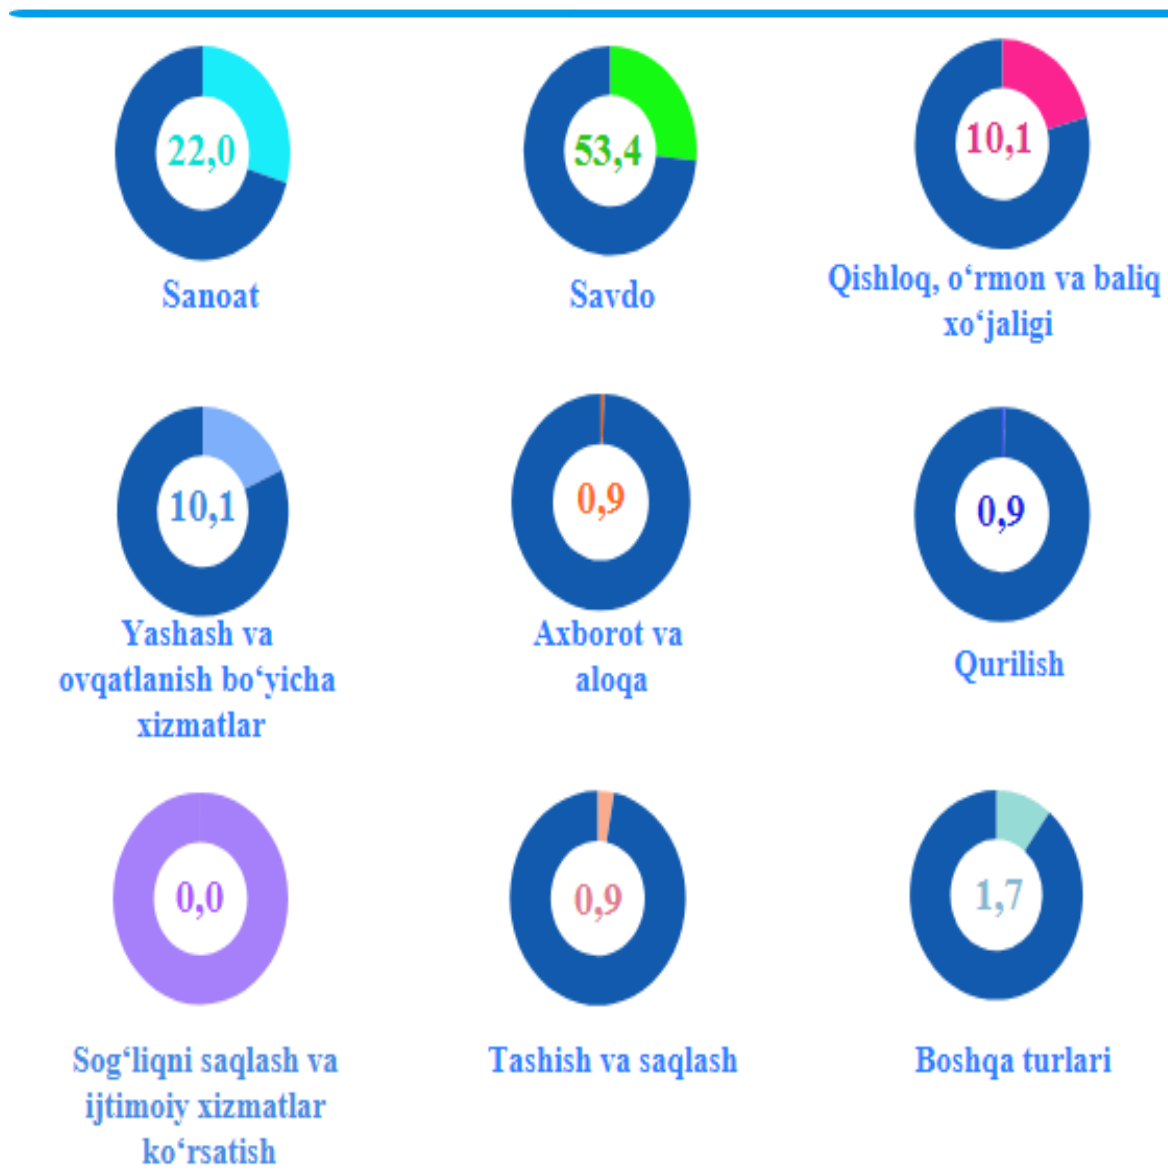 22,0
53,4
10,1
Sanoat
Savdo
Qishloq, o‘rmon va baliq
xo‘jaligi
10,1
0,9
0,9
Yashash va
ovqatlanish bo‘yicha
xizmatlar
Axborot va
aloqa
Qurilish
0,0
0,9
1,7
Sog‘liqni saqlash va
ijtimoiy xizmatlar
ko‘rsatish
Tashish va saqlash
Boshqa turlari